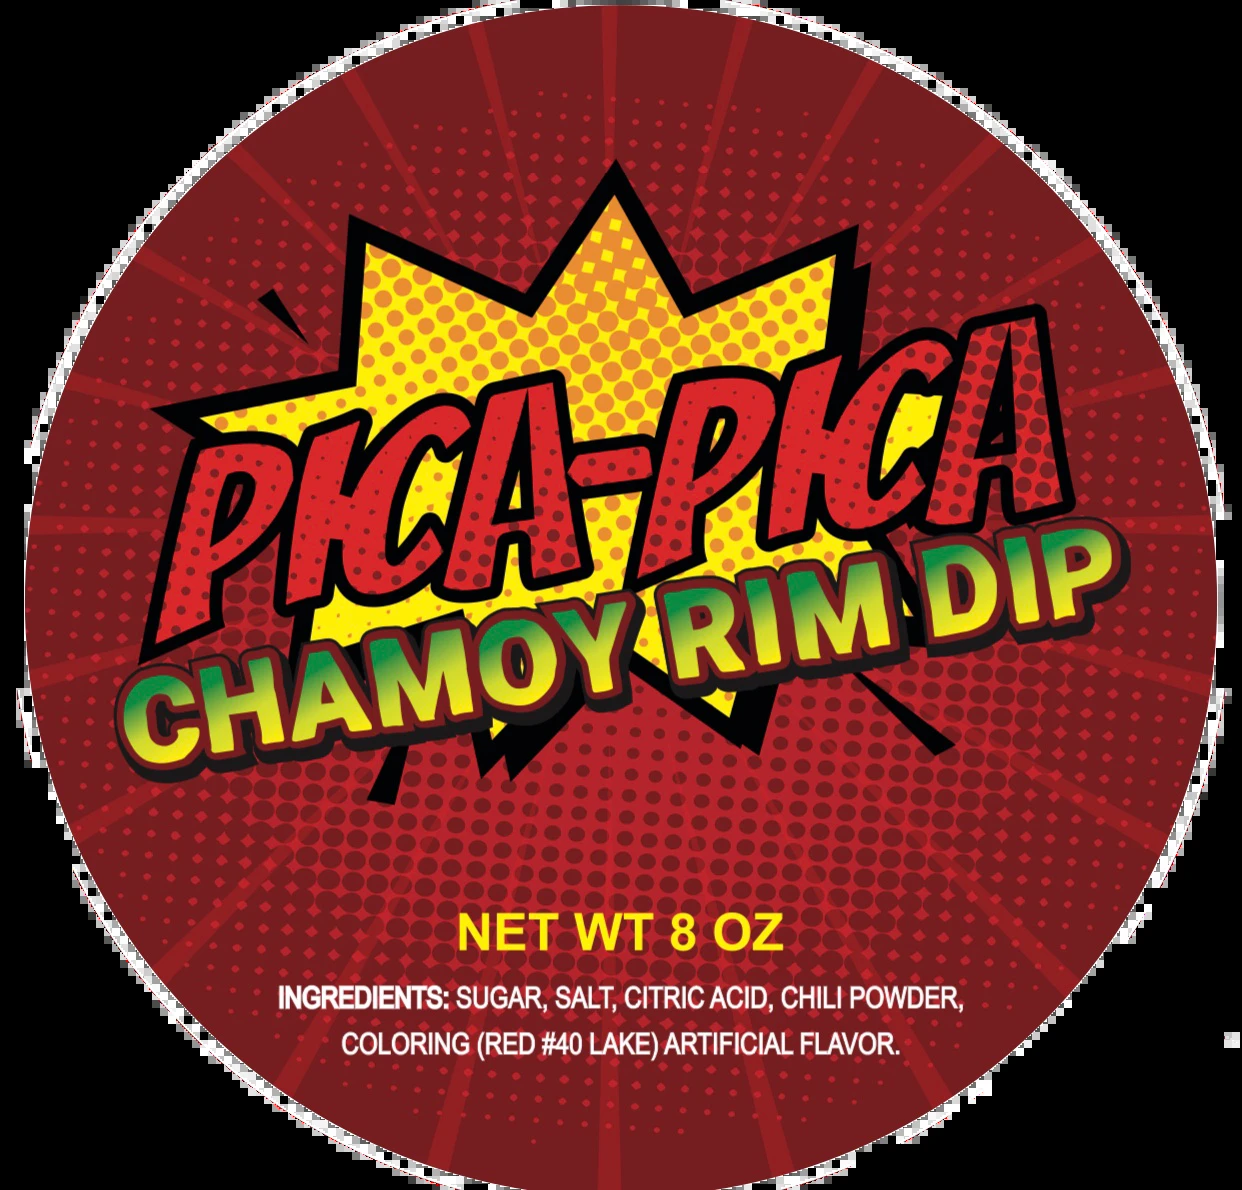 PICA-PICA
CHAMOY RIM DIP
NET WT 8 OZ
INGREDIENTS: SUGAR, SALT, CITRIC ACID, CHILI POWDER,
COLORING (RED #40 LAKE) ARTIFICIAL FLAVOR.